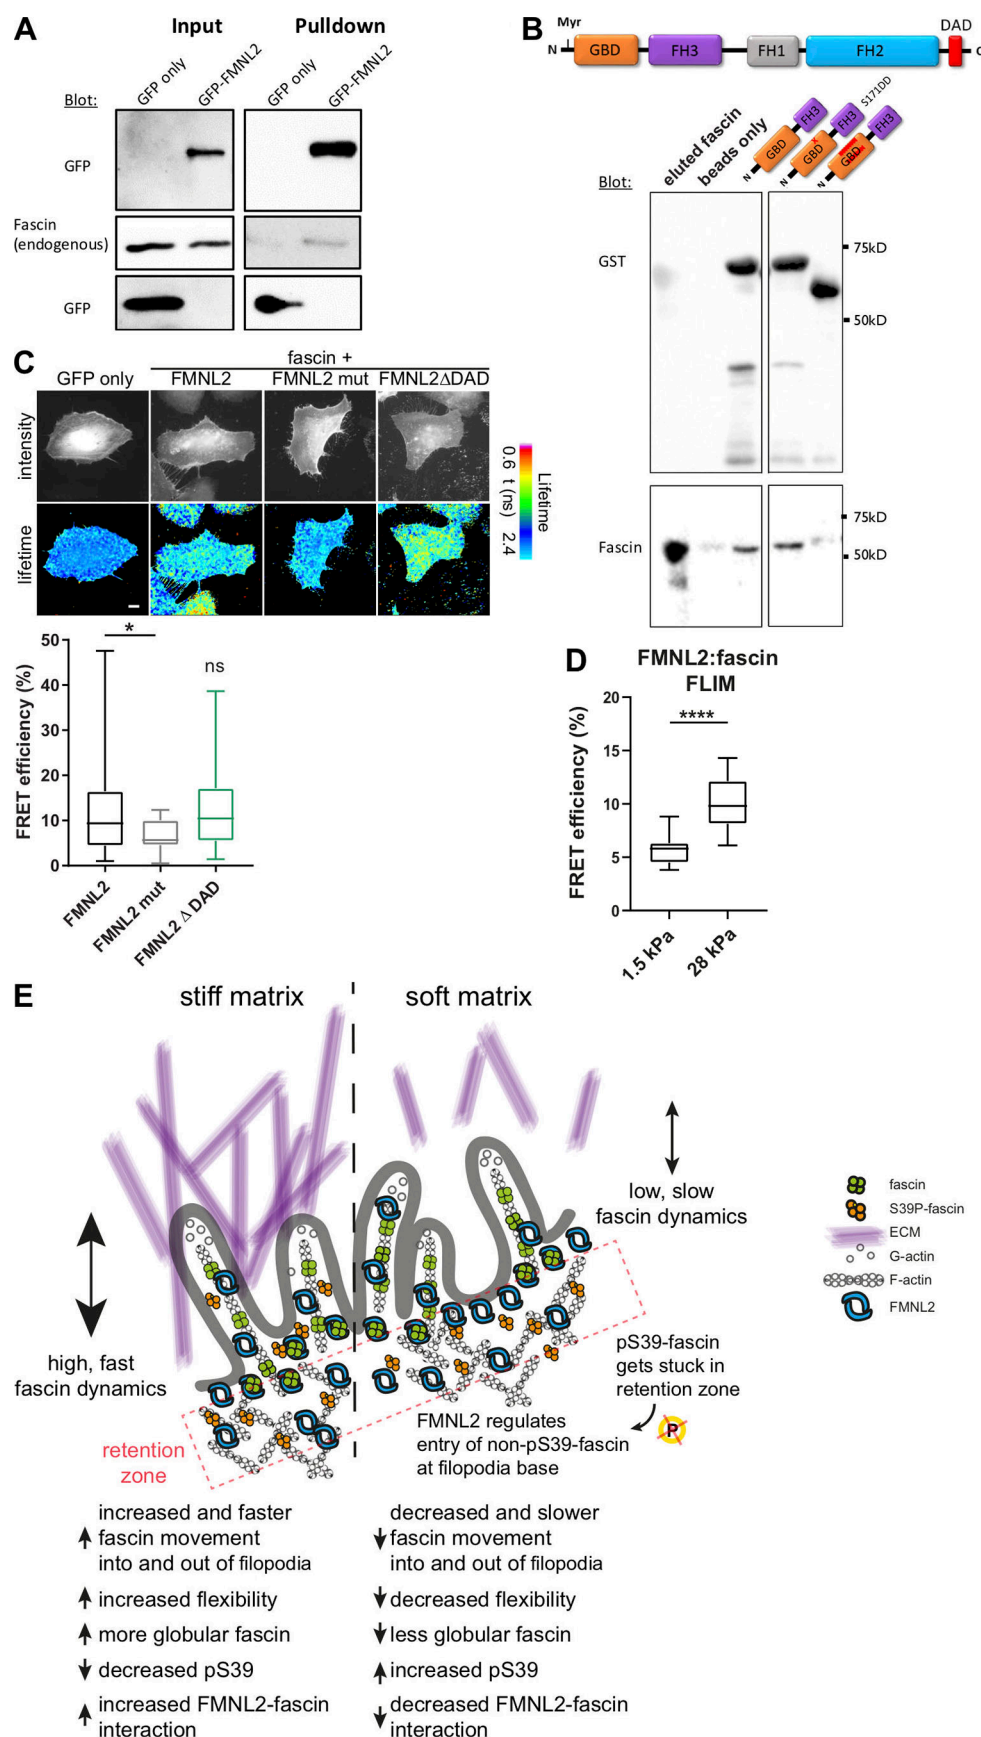 A
Input
Pulldown
Blot:
GFP only
GFP-FMNL2
GFP only
GFP-FMNL2
GFP
Fascin
(endogenous)
GFP
B
Myr
DAD
N
GBD
FH3
FH1
FH2
C
eluted fascin
beads only
N
GBD
FH3
N
GBD
FH3
S171DD
N
GBD
FH3
Blot:
GST
75kD
50kD
Fascin
75kD
50kD
C
fascin +
GFP only
FMNL2
FMNL2 mut
FMNL2ΔDAD
intensity
lifetime
Lifetime
0.6 t (ns) 2.4
FRET efficiency (%)
50
40
30
20
10
0
*
ns
FMNL2
FMNL2 mut
FMNL2 Δ DAD
D
FMNL2:fascin
FLIM
FRET efficiency (%)
20
15
10
5
0
****
1.5 kPa
28 kPa
E
stiff matrix
soft matrix
low, slow
fascin dynamics
high, fast
fascin dynamics
fascin
S39P-fascin
ECM
G-actin
F-actin
FMNL2
pS39-fascin
gets stuck in
retention zone
P
FMNL2 regulates
entry of non-pS39-fascin
at filopodia base
retention
zone
increased and faster
fascin movement
into and out of filopodia
increased flexibility
more globular fascin
decreased pS39
increased FMNL2-fascin
interaction
decreased and slower
fascin movement
into and out of filopodia
decreased flexibility
less globular fascin
increased pS39
decreased FMNL2-fascin
interaction